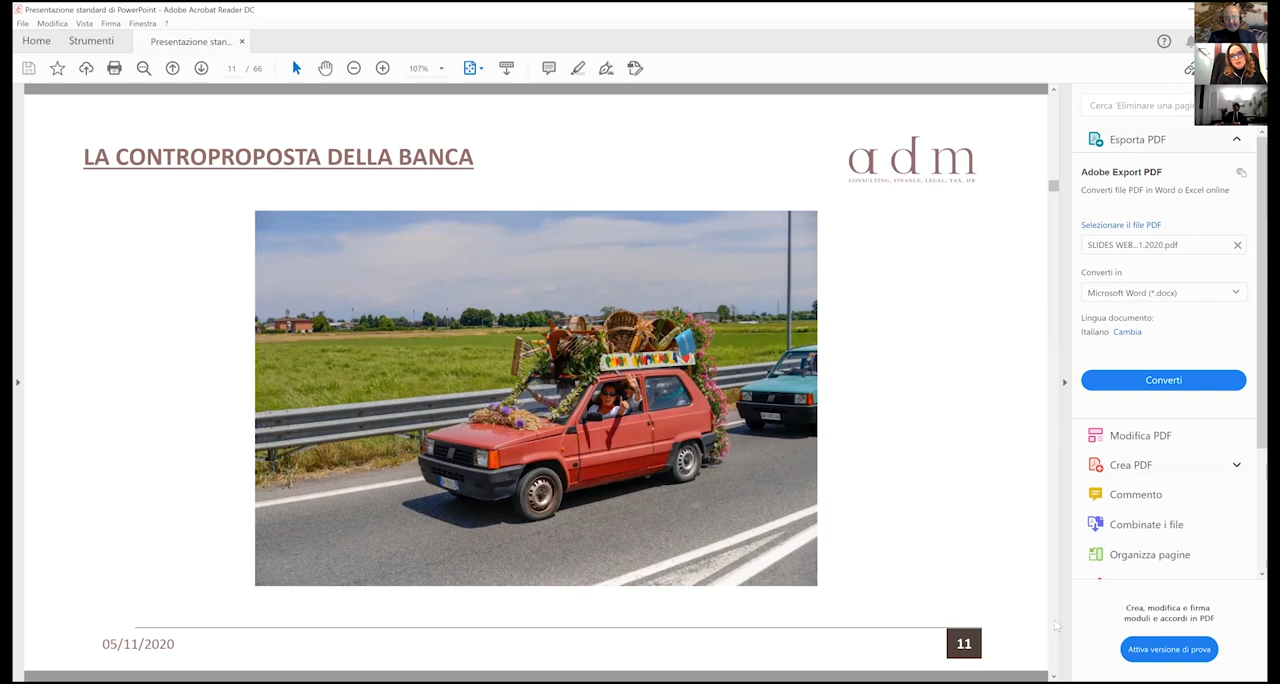 Presentazione standard di PowerPoint - Adobe Acrobat Reader DC
File Modifica Vista Firma Finestra ?
Home Strumenti Presentazione stan... ×
11 / 66 107%
Cerca 'Eliminare una pagin
Esporta PDF
Adobe Export PDF
Converti file PDF in Word o Excel online
Selezionare il file PDF
SLIDES WEB...1.2020.pdf
Converti in
Microsoft Word (*.docx)
Lingua documento:
Italiano Cambia
Converti
Modifica PDF
Crea PDF
Commento
Combinate i file
Organizza pagine
Crea, modifica e firma
moduli e accordi in PDF
Attiva versione di prova
LA CONTROPROPOSTA DELLA BANCA
adm
CONSULTING, FINANCE, LEGAL, TAX, HR
05/11/2020
11